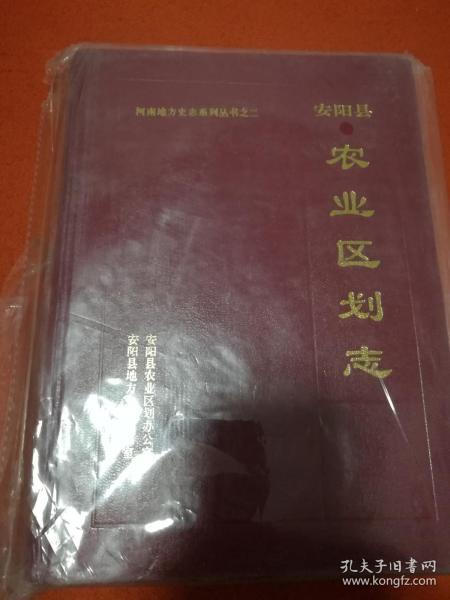 河南地方史志系列丛书之二
安阳县
农业区划志
安阳县农业区划办公室
安阳县地方
室
孔夫子旧书网
www.kongfz.com